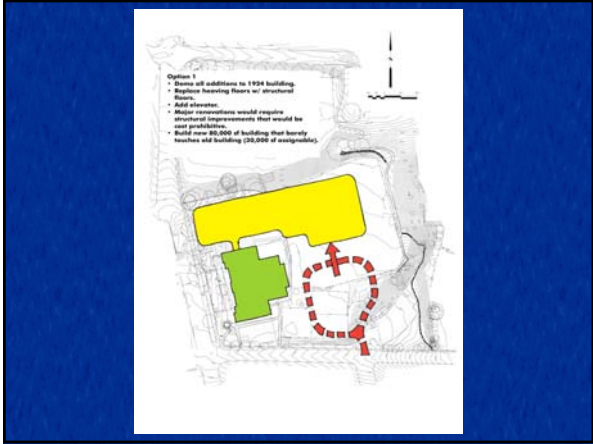 Option 1
• Demo all additions to 1924 building.
• Replace heaving floors w/ structural
floors.
• Add elevator.
• Major renovations would require
structural improvements that would be
cost prohibitive.
• Build new 80,000 sf of building that barely
touches old building (20,000 sf assignable).